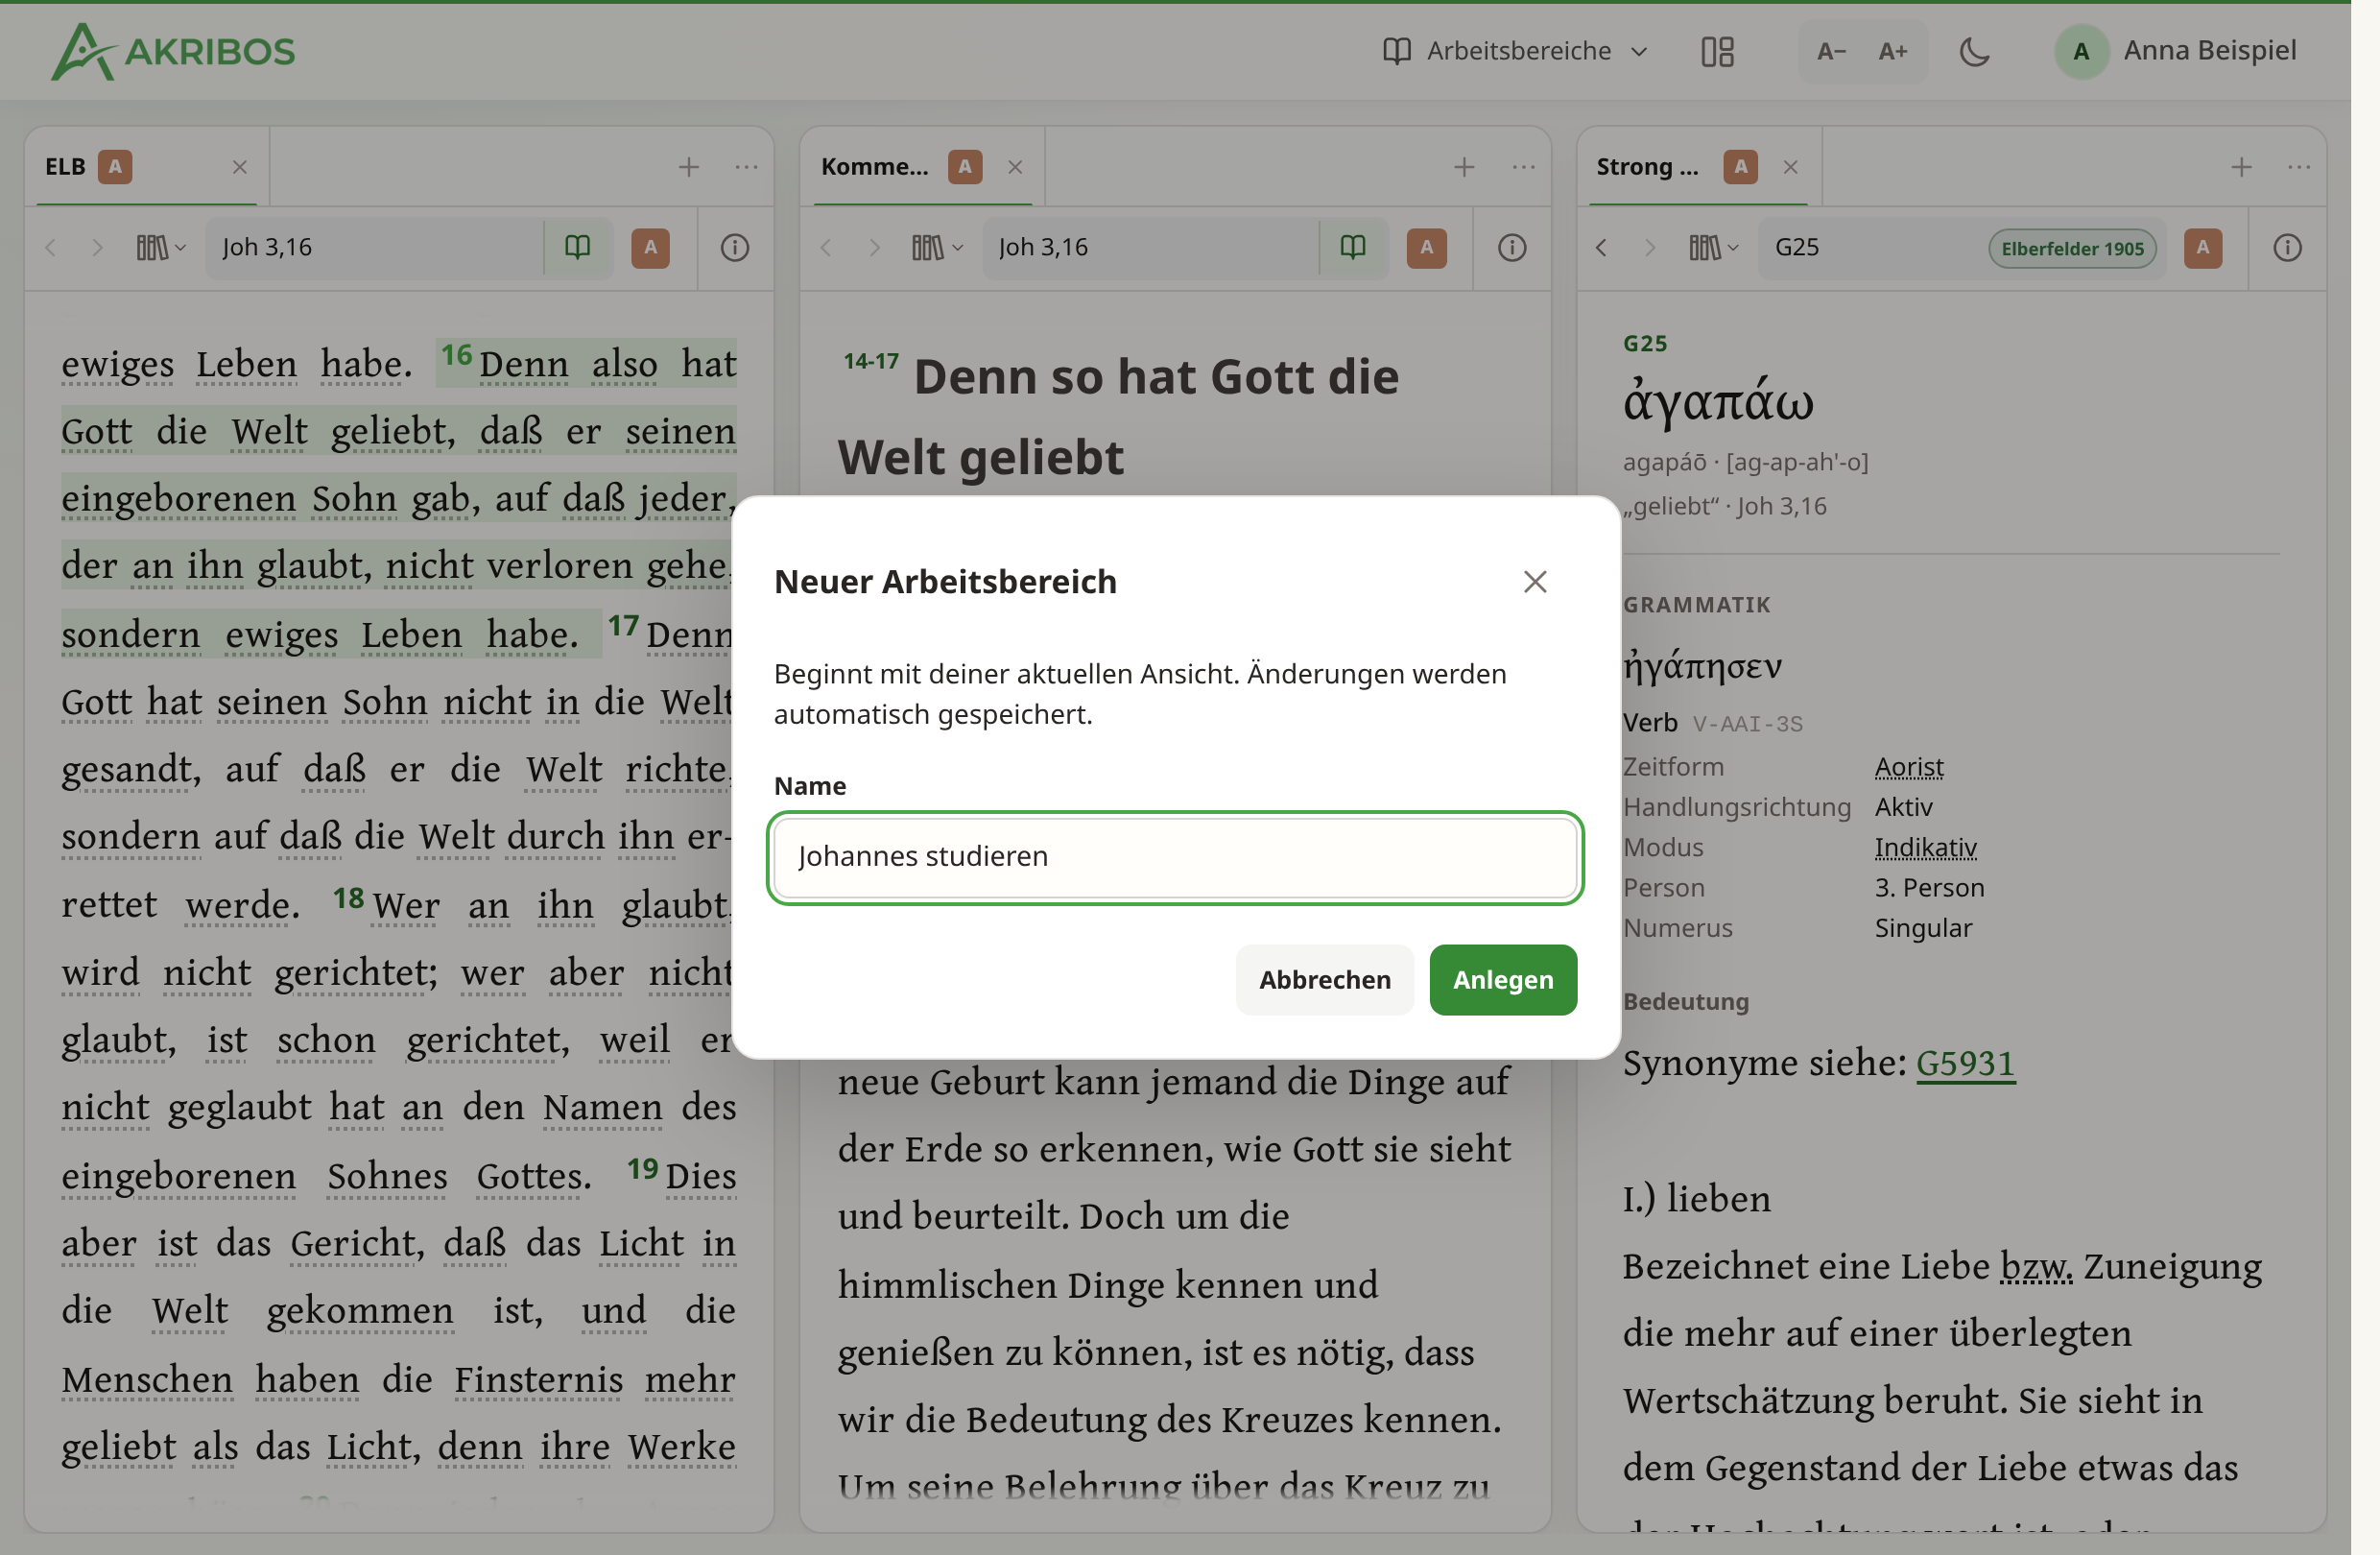 AKRIBOS
Arbeitsbereiche
A− A+
A Anna Beispiel
ELB A
Joh 3,16 A
ewiges Leben habe. 16 Denn also hat
Gott die Welt geliebt, daß er seinen
eingeborenen Sohn gab, auf daß jeder,
der an ihn glaubt, nicht verloren gehe,
sondern ewiges Leben habe. 17 Denn
Gott hat seinen Sohn nicht in die Welt
gesandt, auf daß er die Welt richte,
sondern auf daß die Welt durch ihn er-
rettet werde. 18 Wer an ihn glaubt,
wird nicht gerichtet; wer aber nicht
glaubt, ist schon gerichtet, weil er
nicht geglaubt hat an den Namen des
eingeborenen Sohnes Gottes. 19 Dies
aber ist das Gericht, daß das Licht in
die Welt gekommen ist, und die
Menschen haben die Finsternis mehr
geliebt als das Licht, denn ihre Werke
Komme... A
Joh 3,16 A
14-17 Denn so hat Gott die
Welt geliebt
neue Geburt kann jemand die Dinge auf
der Erde so erkennen, wie Gott sie sieht
und beurteilt. Doch um die
himmlischen Dinge kennen und
genießen zu können, ist es nötig, dass
wir die Bedeutung des Kreuzes kennen.
Um seine Belehrung über das Kreuz zu
Strong ... A
G25 Elberfelder 1905 A
G25
ἀγαπάω
agapáō · [ag-ap-ah'-o]
„geliebt“ · Joh 3,16
GRAMMATIK
ἠγάπησεν
Verb V-AAI-3S
Zeitform Aorist
Handlungsrichtung Aktiv
Modus Indikativ
Person 3. Person
Numerus Singular
Bedeutung
Synonyme siehe: G5931
I.) lieben
Bezeichnet eine Liebe bzw. Zuneigung
die mehr auf einer überlegten
Wertschätzung beruht. Sie sieht in
dem Gegenstand der Liebe etwas das
Neuer Arbeitsbereich
Beginnt mit deiner aktuellen Ansicht. Änderungen werden
automatisch gespeichert.
Name
Johannes studieren
Abbrechen Anlegen